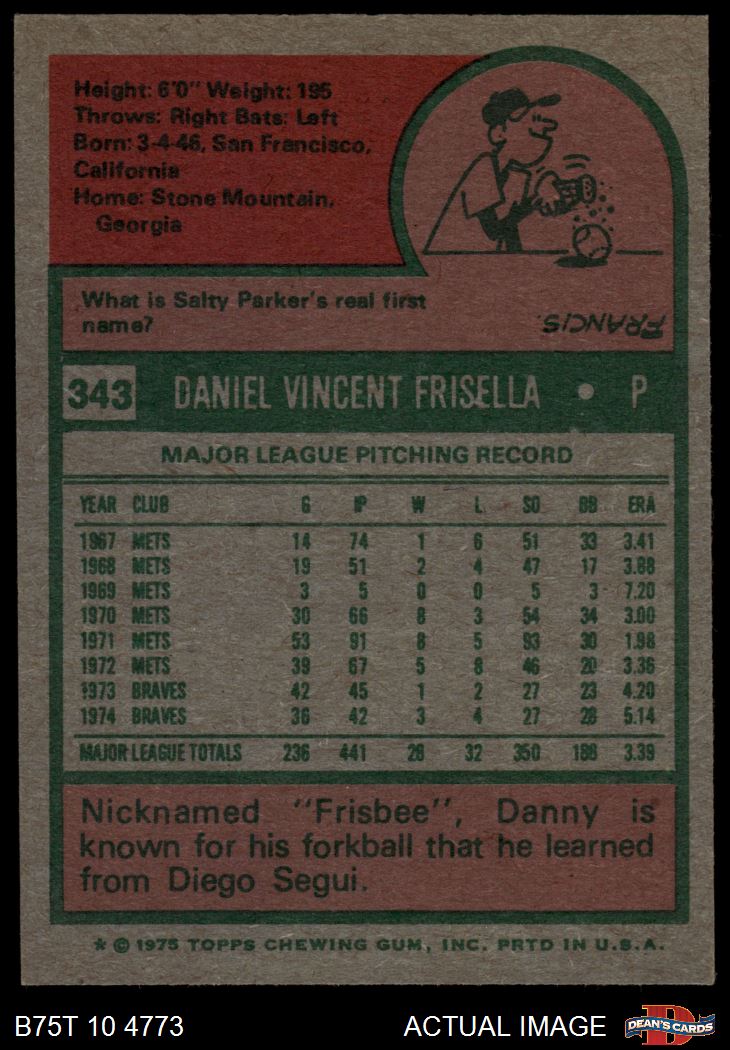 Height: 6'0" Weight: 195
Throws: Right Bats: Left
Born: 3-4-46, San Francisco,
California
Home: Stone Mountain,
Georgia
What is Salty Parker's real first
name?
FRANCIS.
343 DANIEL VINCENT FRISELLA • P
MAJOR LEAGUE PITCHING RECORD
YEAR CLUB G IP W L SO BB ERA
1967 METS 14 74 1 6 51 33 3.41
1968 METS 19 51 2 4 47 17 3.88
1969 METS 3 5 0 0 5 3 7.20
1970 METS 30 66 8 3 54 34 3.00
1971 METS 53 91 8 5 93 30 1.98
1972 METS 39 67 5 8 46 20 3.36
1973 BRAVES 42 45 1 2 27 23 4.20
1974 BRAVES 36 42 3 4 27 28 5.14
MAJOR LEAGUE TOTALS 236 441 28 32 350 188 3.39
Nicknamed "Frisbee", Danny is
known for his forkball that he learned
from Diego Segui.
* © 1975 TOPPS CHEWING GUM, INC. PRTD IN U.S.A.
B75T 10 4773 ACTUAL IMAGE D DEAN'S CARDS